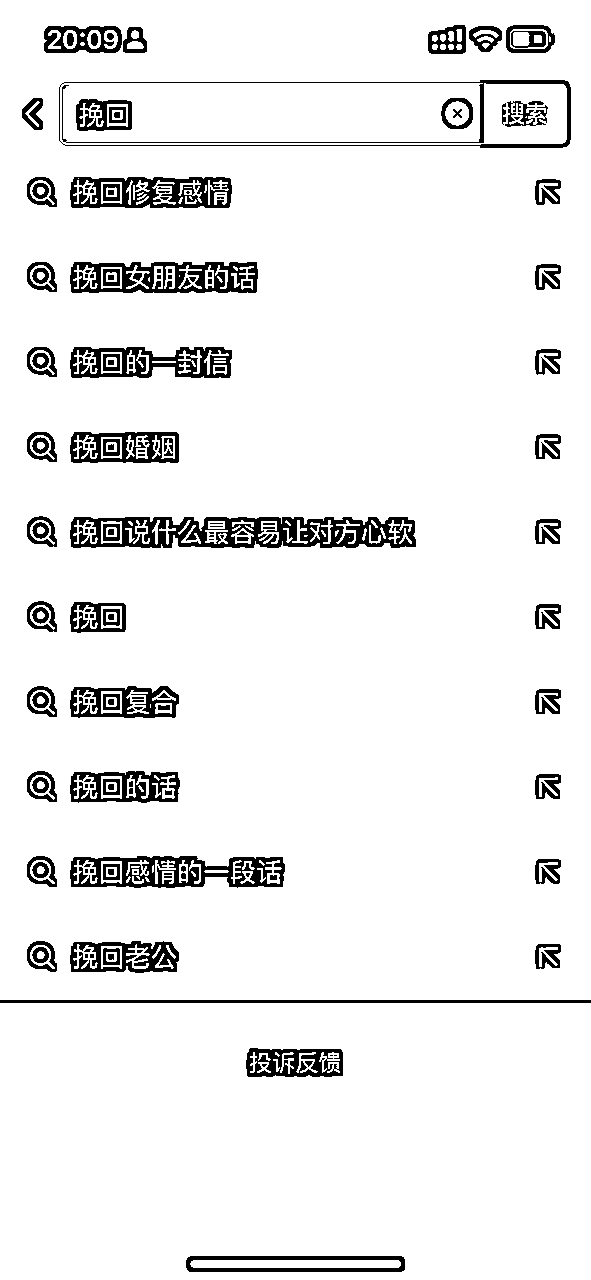 20:09
挽回
搜索
挽回修复感情
挽回女朋友的话
挽回的一封信
挽回婚姻
挽回说什么最容易让对方心软
挽回
挽回复合
挽回的话
挽回感情的一段话
挽回老公
投诉反馈